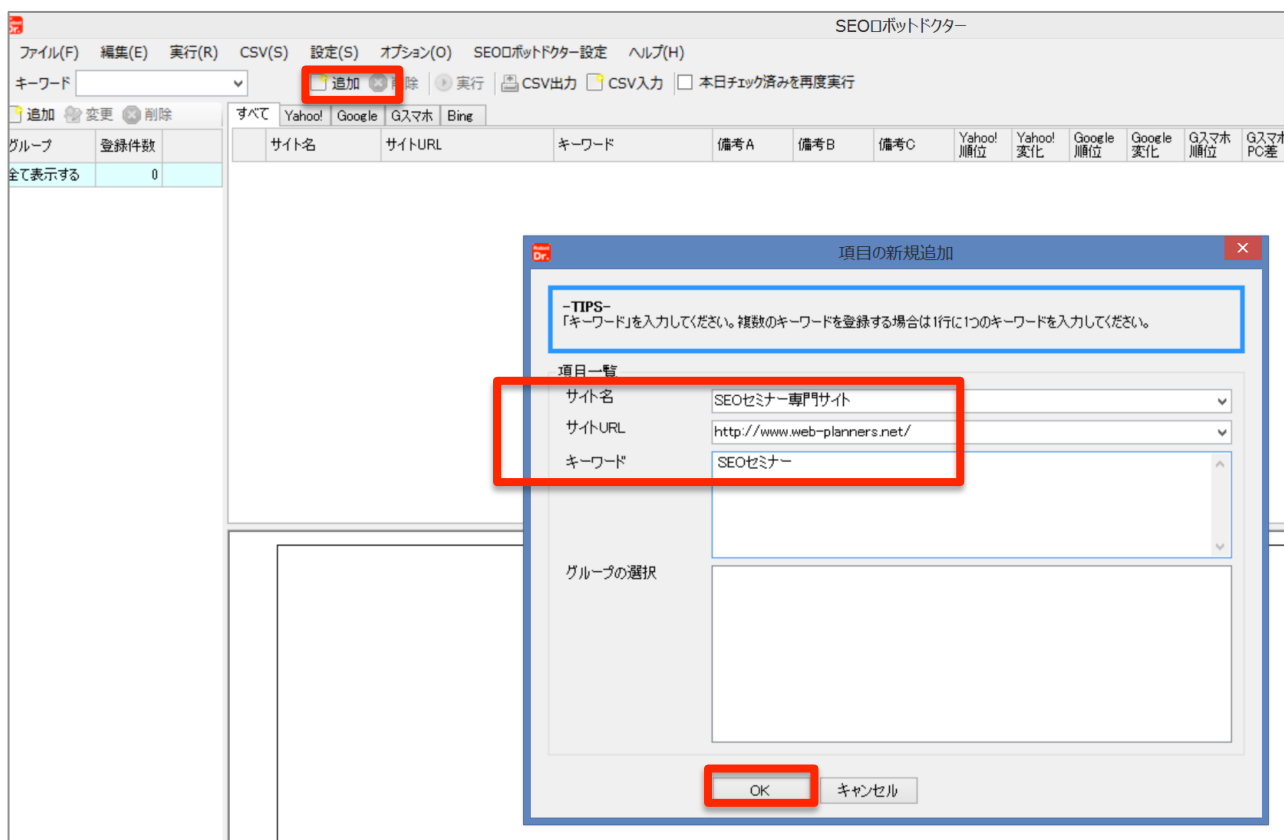 SEOロボットドクター
ファイル(F) 編集(E) 実行(R) CSV(S) 設定(S) オプション(O) SEOロボットドクター設定 ヘルプ(H)
キーワード 追加 削除 実行 CSV出力 CSV入力 本日チェック済みを再度実行
追加 変更 削除
すべて Yahoo! Google Gスマホ Bing
グループ 登録件数
サイト名 サイトURL キーワード 備考A 備考B 備考C Yahoo!順位 Yahoo!変化 Google順位 Google変化 Gスマホ順位 GスマホPC差
全て表示する 0
Dr.
項目の新規追加
-TIPS-
「キーワード」を入力してください。複数のキーワードを登録する場合は1行に1つのキーワードを入力してください。
項目一覧
サイト名 SEOセミナー専門サイト
サイトURL http://www.web-planners.net/
キーワード SEOセミナー
グループの選択
OK キャンセル